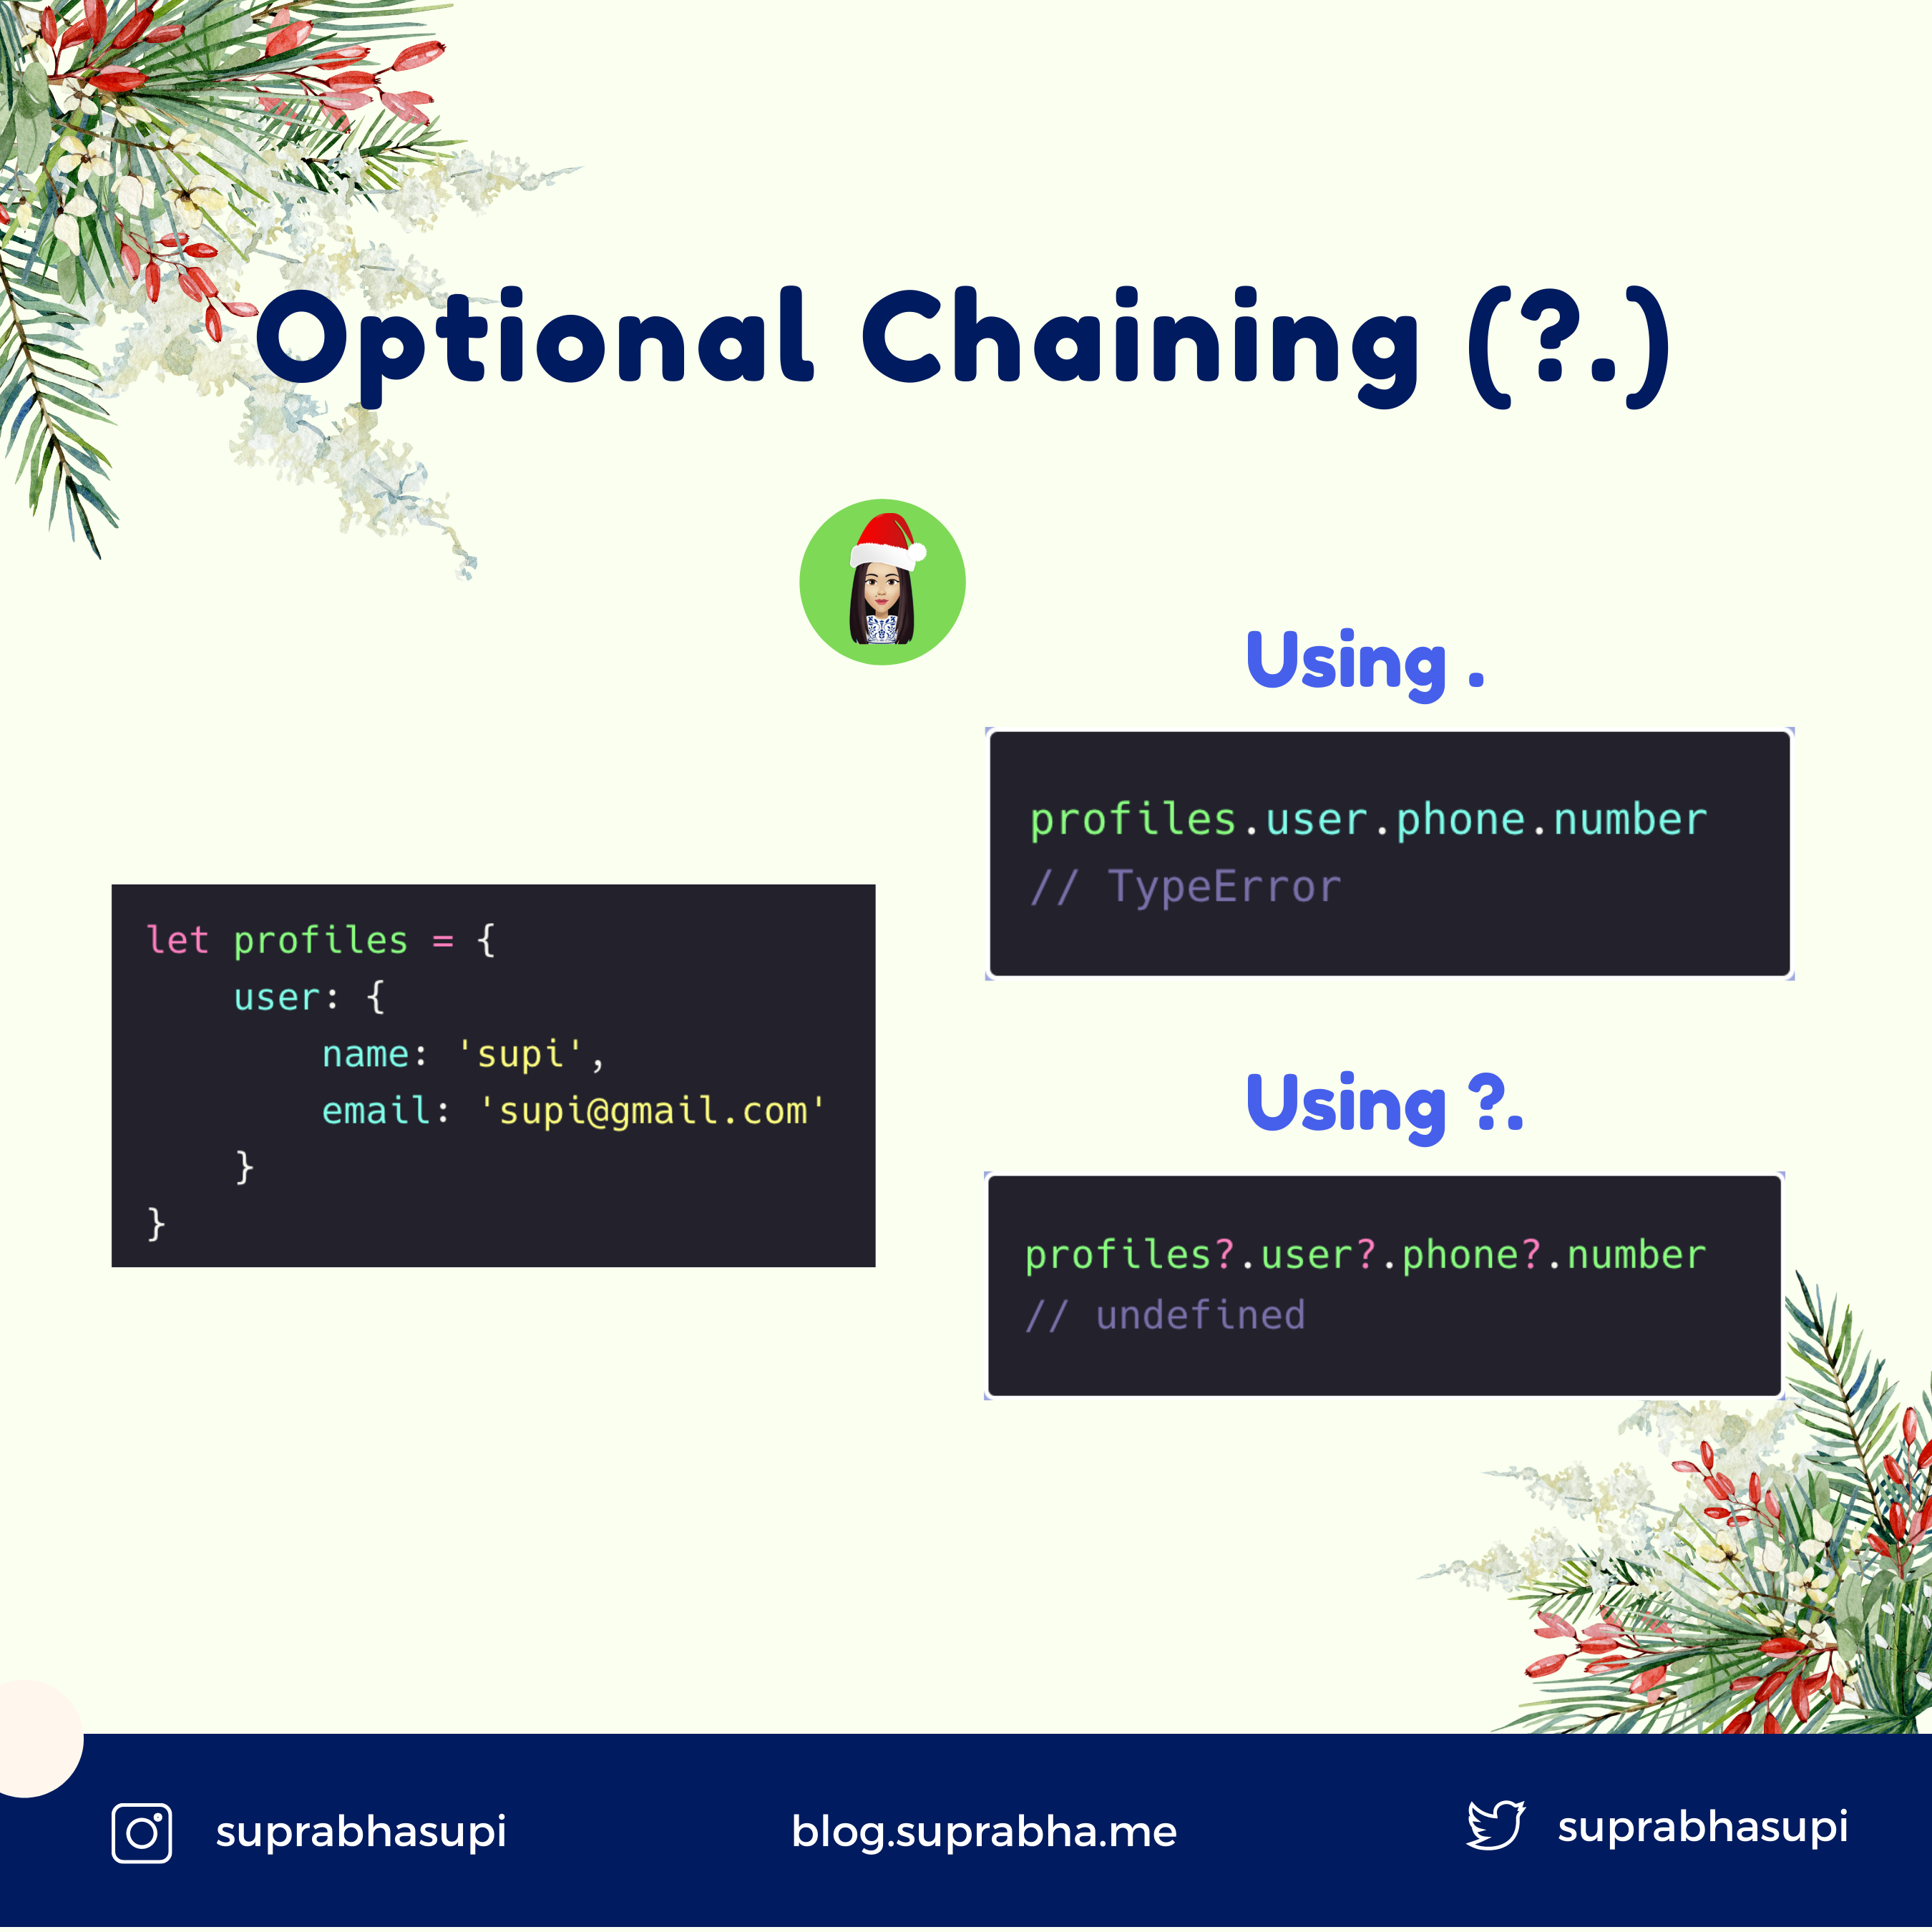 Optional Chaining (?.)
let profiles = {
user: {
name: 'supi',
email: 'supi@gmail.com'
}
}
Using .
profiles.user.phone.number
// TypeError
Using ?.
profiles?.user?.phone?.number
// undefined
suprabhasupi
blog.suprabha.me
suprabhasupi